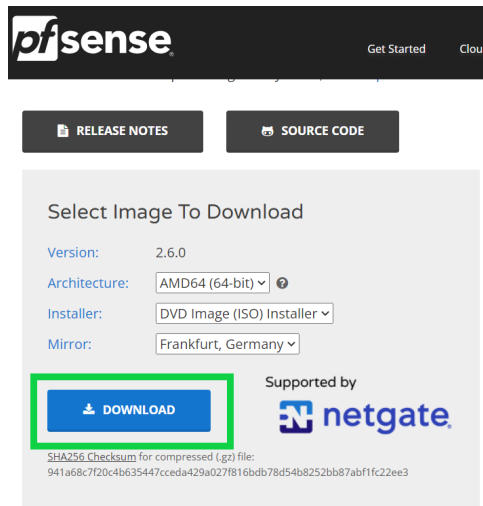 pfsense
Get Started Clou
RELEASE NOTES SOURCE CODE
Select Image To Download
Version: 2.6.0
Architecture: AMD64 (64-bit)
Installer: DVD Image (ISO) Installer
Mirror: Frankfurt, Germany
Supported by
DOWNLOAD
netgate
SHA256 Checksum for compressed (.gz) file:
941a68c7f20c4b635447cceda429a027f816bdb78d54b8252bb87abf1fc22ee3